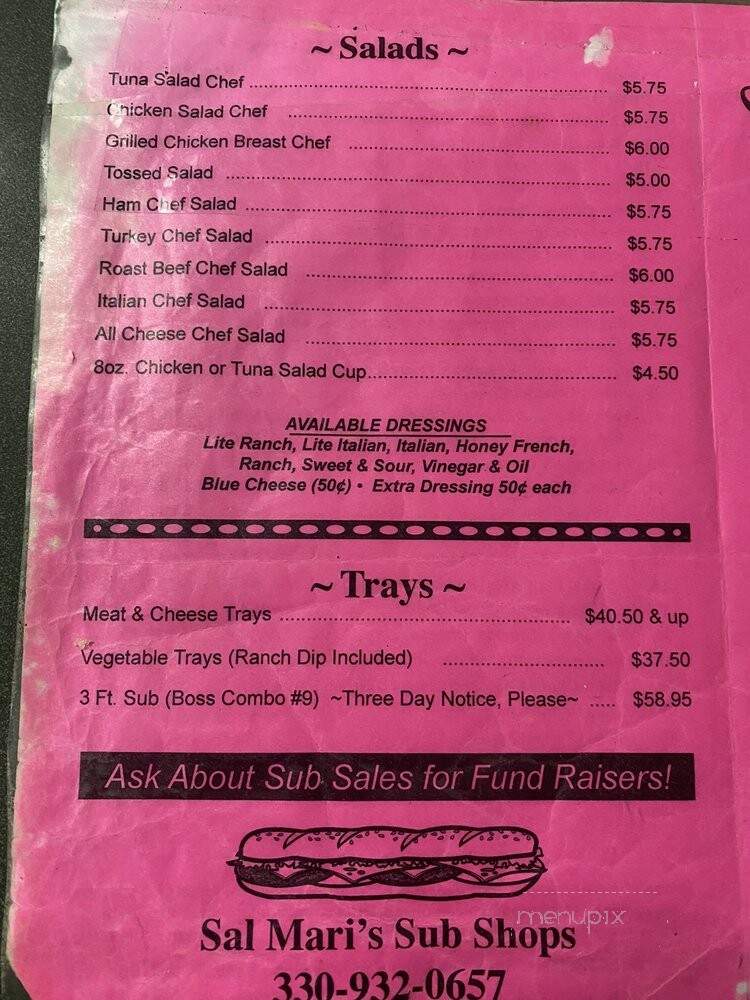 ~ Salads ~
Tuna Salad Chef ........ $5.75
Chicken Salad Chef ........ $5.75
Grilled Chicken Breast Chef ........ $6.00
Tossed Salad ........ $5.00
Ham Chef Salad ........ $5.75
Turkey Chef Salad ........ $5.75
Roast Beef Chef Salad ........ $6.00
Italian Chef Salad ........ $5.75
All Cheese Chef Salad ........ $5.75
8oz. Chicken or Tuna Salad Cup........ $4.50
AVAILABLE DRESSINGS
Lite Ranch, Lite Italian, Italian, Honey French,
Ranch, Sweet & Sour, Vinegar & Oil
Blue Cheese (50¢) • Extra Dressing 50¢ each
~ Trays ~
Meat & Cheese Trays ........ $40.50 & up
Vegetable Trays (Ranch Dip Included) ........ $37.50
3 Ft. Sub (Boss Combo #9) ~Three Day Notice, Please~ ..... $58.95
Ask About Sub Sales for Fund Raisers!
menupix
Sal Mari's Sub Shops
330-932-0657